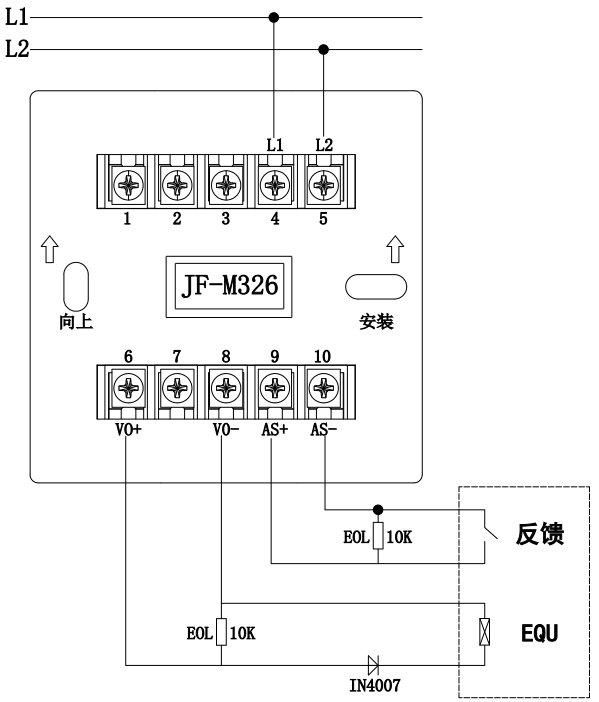 L1
L2
L1 L2
1 2 3 4 5
JF-M326
向上 安装
6 7 8 9 10
VO+ VO- AS+ AS-
EOL 10K 反馈
EOL 10K EQU
IN4007